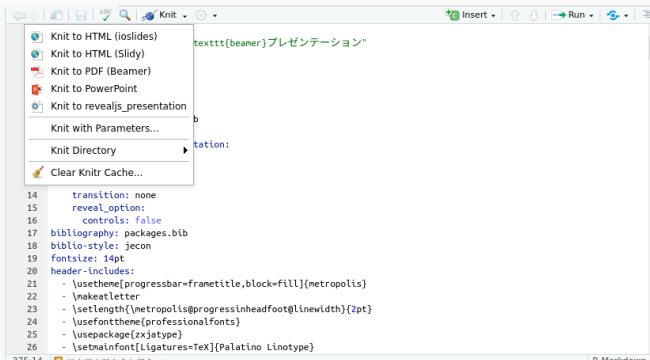 Knit
Insert
Run
Knit to HTML (ioslides)
Knit to HTML (Slidy)
Knit to PDF (Beamer)
Knit to PowerPoint
Knit to revealjs_presentation
Knit with Parameters...
Knit Directory
Clear Knitr Cache...
texttt{beamer}プレゼンテーション"
b
tation:
14 transition: none
15 reveal_option:
16 controls: false
17 bibliography: packages.bib
18 biblio-style: jecon
19 fontsize: 14pt
20 header-includes:
21 - \usetheme[progressbar=frametitle,block=fill]{metropolis}
22 - \makeatletter
23 - \setlength{\metropolis@progressinheadfoot@linewidth}{2pt}
24 - \usefonttheme{professionalfonts}
25 - \usepackage{zxjatype}
26 - \setmainfont[Ligatures=TeX]{Palatino Linotype}